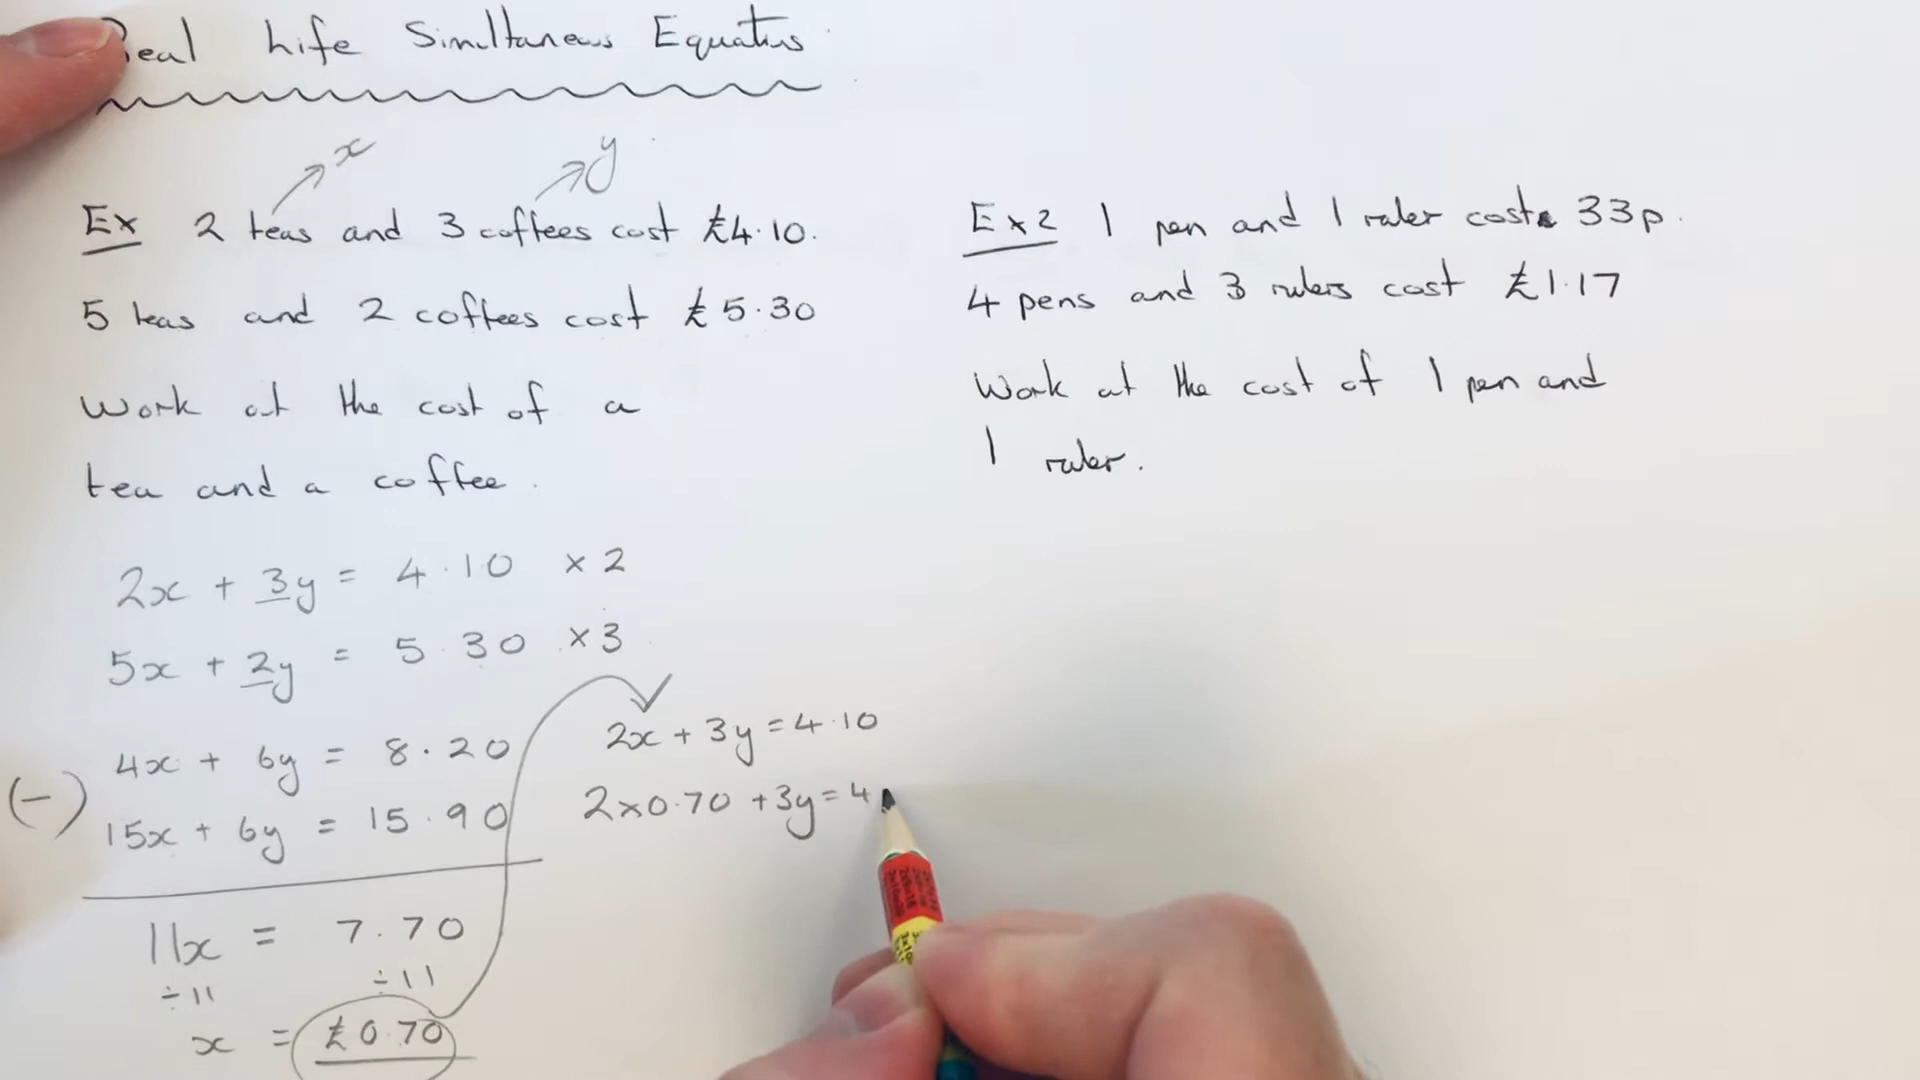 Real Life Simultaneous Equations
x
y
Ex 2 teas and 3 coffees cost £4.10.
5 teas and 2 coffees cost £5.30
Work out the cost of a
tea and a coffee.
2x + 3y = 4.10 ×2
5x + 2y = 5.30 ×3
4x + 6y = 8.20
(-)
15x + 6y = 15.90
11x = 7.70
÷11 ÷11
x = £0.70
2x + 3y = 4.10
2×0.70 + 3y = 4
Ex 2 1 pen and 1 ruler cost 33p.
4 pens and 3 rulers cost £1.17
Work out the cost of 1 pen and
1 ruler.